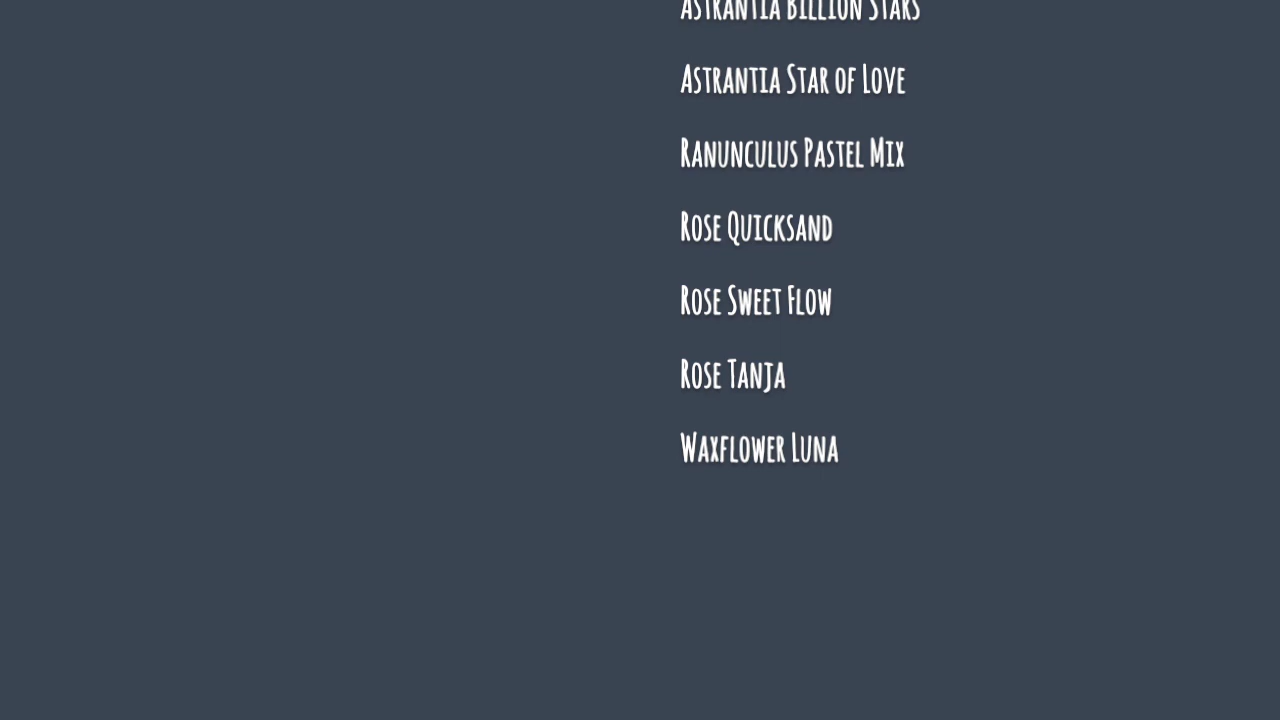 Astrantia Billion Stars
Astrantia Star of Love
Ranunculus Pastel Mix
Rose Quicksand
Rose Sweet Flow
Rose Tanja
Waxflower Luna